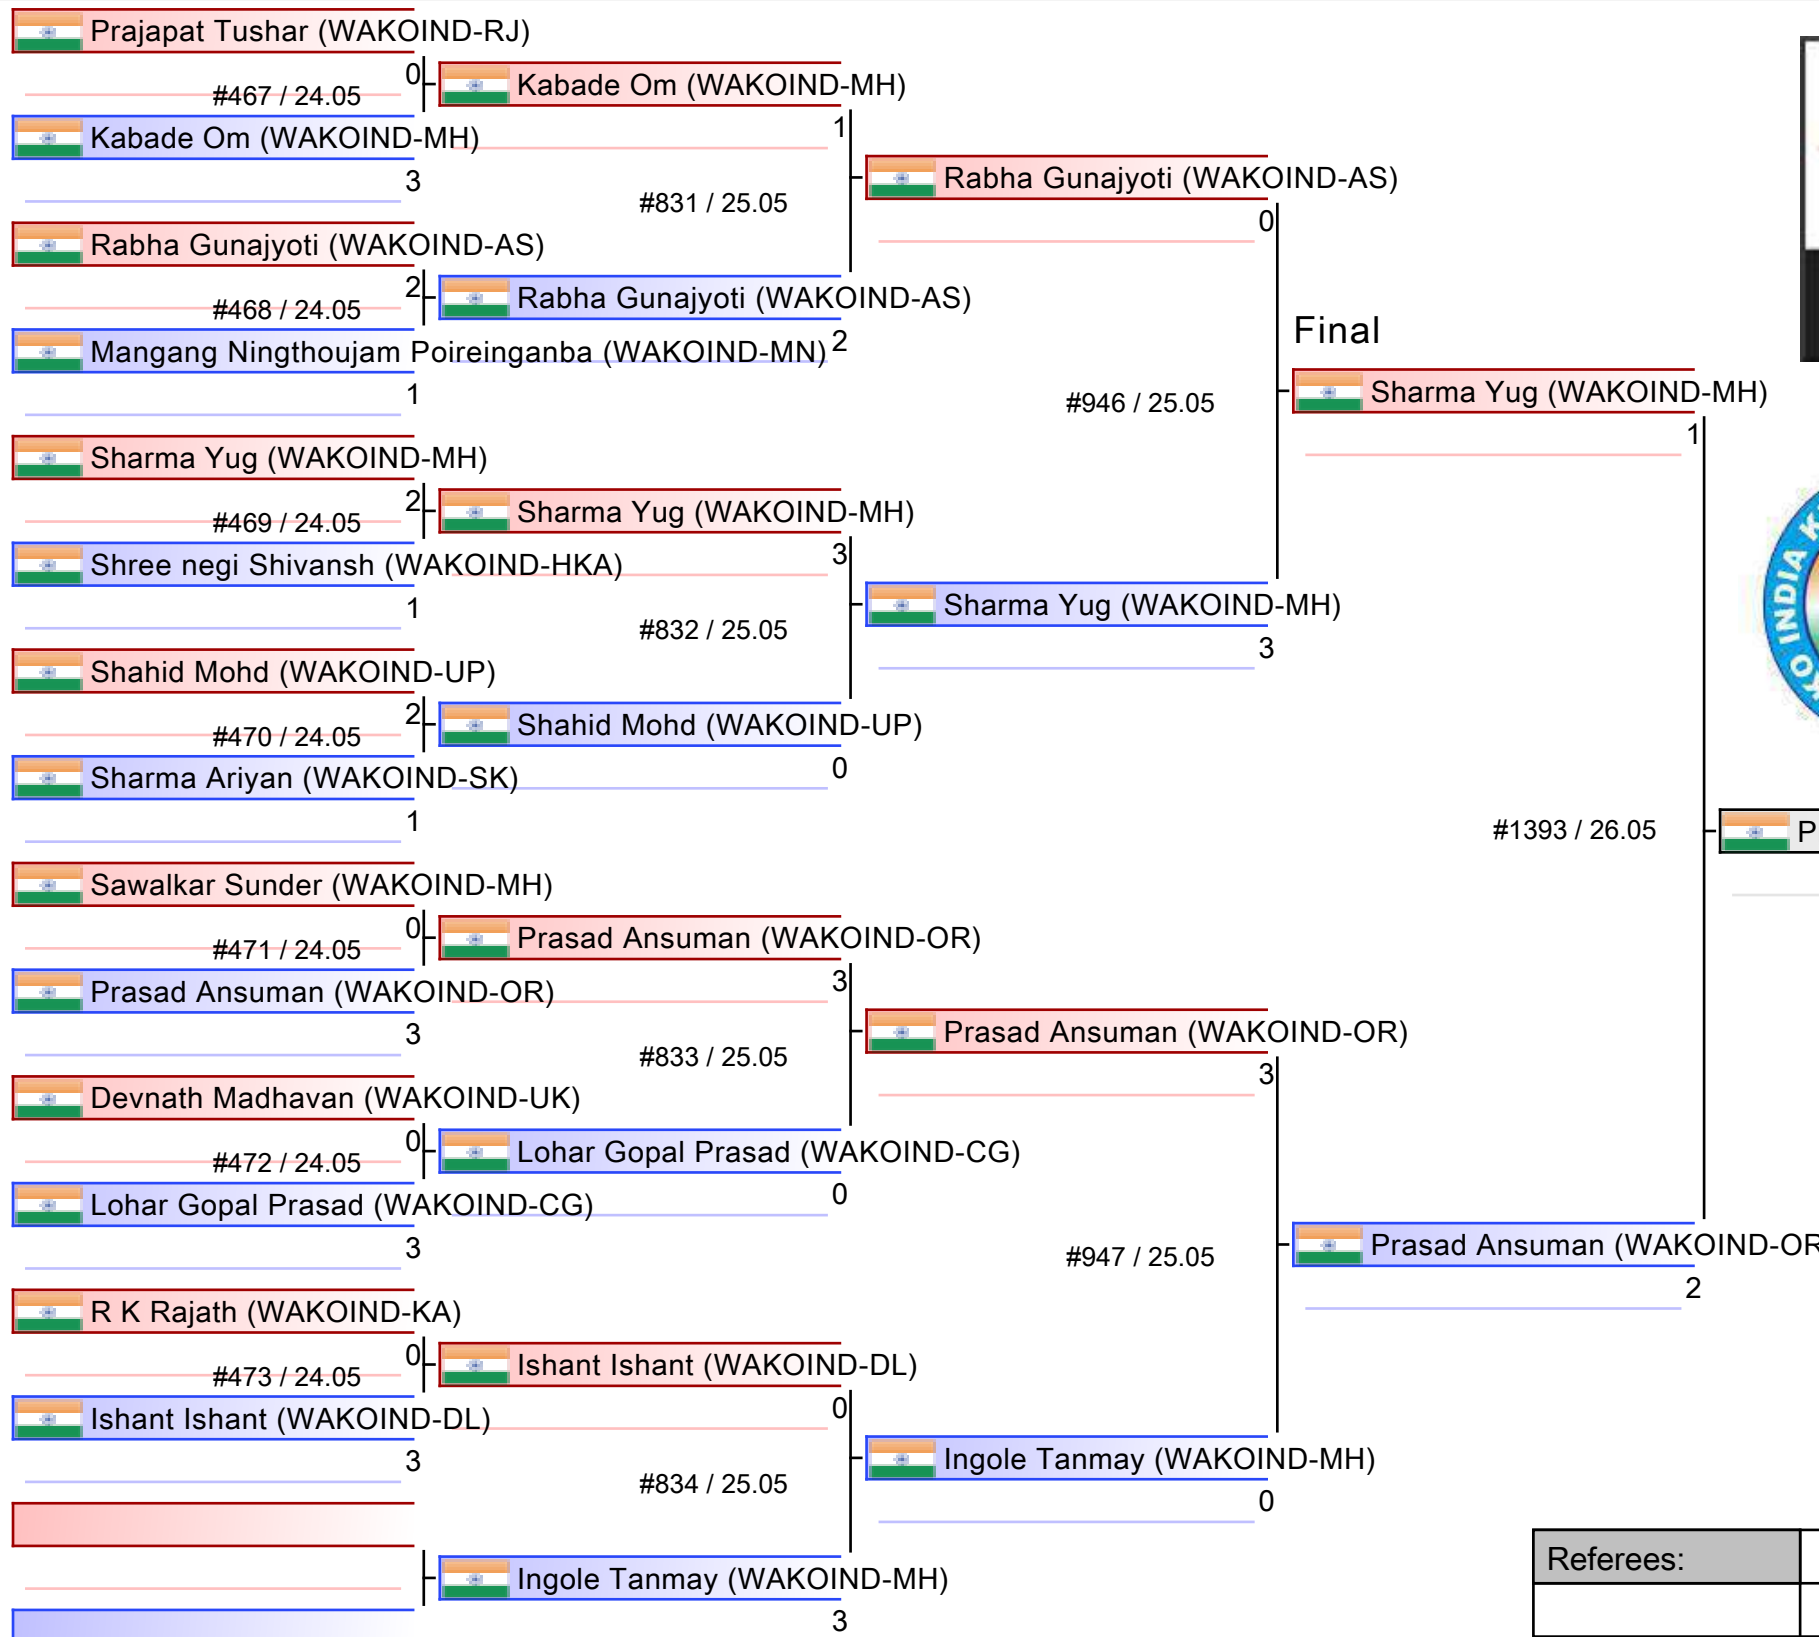 Prajapat Tushar (WAKOIND-RJ)
0
#467 / 24.05
Kabade Om (WAKOIND-MH)
3
Rabha Gunajyoti (WAKOIND-AS)
2
#468 / 24.05
Mangang Ningthoujam Poireinganba (WAKOIND-MN)
1
Sharma Yug (WAKOIND-MH)
2
#469 / 24.05
Shree negi Shivansh (WAKOIND-HKA)
1
Shahid Mohd (WAKOIND-UP)
2
#470 / 24.05
Sharma Ariyan (WAKOIND-SK)
1
Sawalkar Sunder (WAKOIND-MH)
0
#471 / 24.05
Prasad Ansuman (WAKOIND-OR)
3
Devnath Madhavan (WAKOIND-UK)
0
#472 / 24.05
Lohar Gopal Prasad (WAKOIND-CG)
3
R K Rajath (WAKOIND-KA)
0
#473 / 24.05
Ishant Ishant (WAKOIND-DL)
3
Kabade Om (WAKOIND-MH)
1
#831 / 25.05
Rabha Gunajyoti (WAKOIND-AS)
2
Sharma Yug (WAKOIND-MH)
3
#832 / 25.05
Shahid Mohd (WAKOIND-UP)
0
Prasad Ansuman (WAKOIND-OR)
3
#833 / 25.05
Lohar Gopal Prasad (WAKOIND-CG)
0
Ishant Ishant (WAKOIND-DL)
0
#834 / 25.05
Ingole Tanmay (WAKOIND-MH)
3
Rabha Gunajyoti (WAKOIND-AS)
0
#946 / 25.05
Sharma Yug (WAKOIND-MH)
3
Prasad Ansuman (WAKOIND-OR)
3
#947 / 25.05
Ingole Tanmay (WAKOIND-MH)
0
Final
Sharma Yug (WAKOIND-MH)
1
#1393 / 26.05
Prasad Ansuman (WAKOIND-OR
2
P
INDIA
Referees: